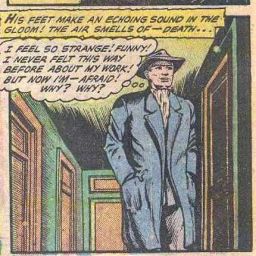 HIS FEET MAKE AN ECHOING SOUND IN THE
GLOOM! THE AIR SMELLS OF--DEATH...
I FEEL SO STRANGE! FUNNY!
I NEVER FELT THIS WAY
BEFORE ABOUT MY WORK!
BUT NOW I'M--AFRAID!
WHY? WHY?